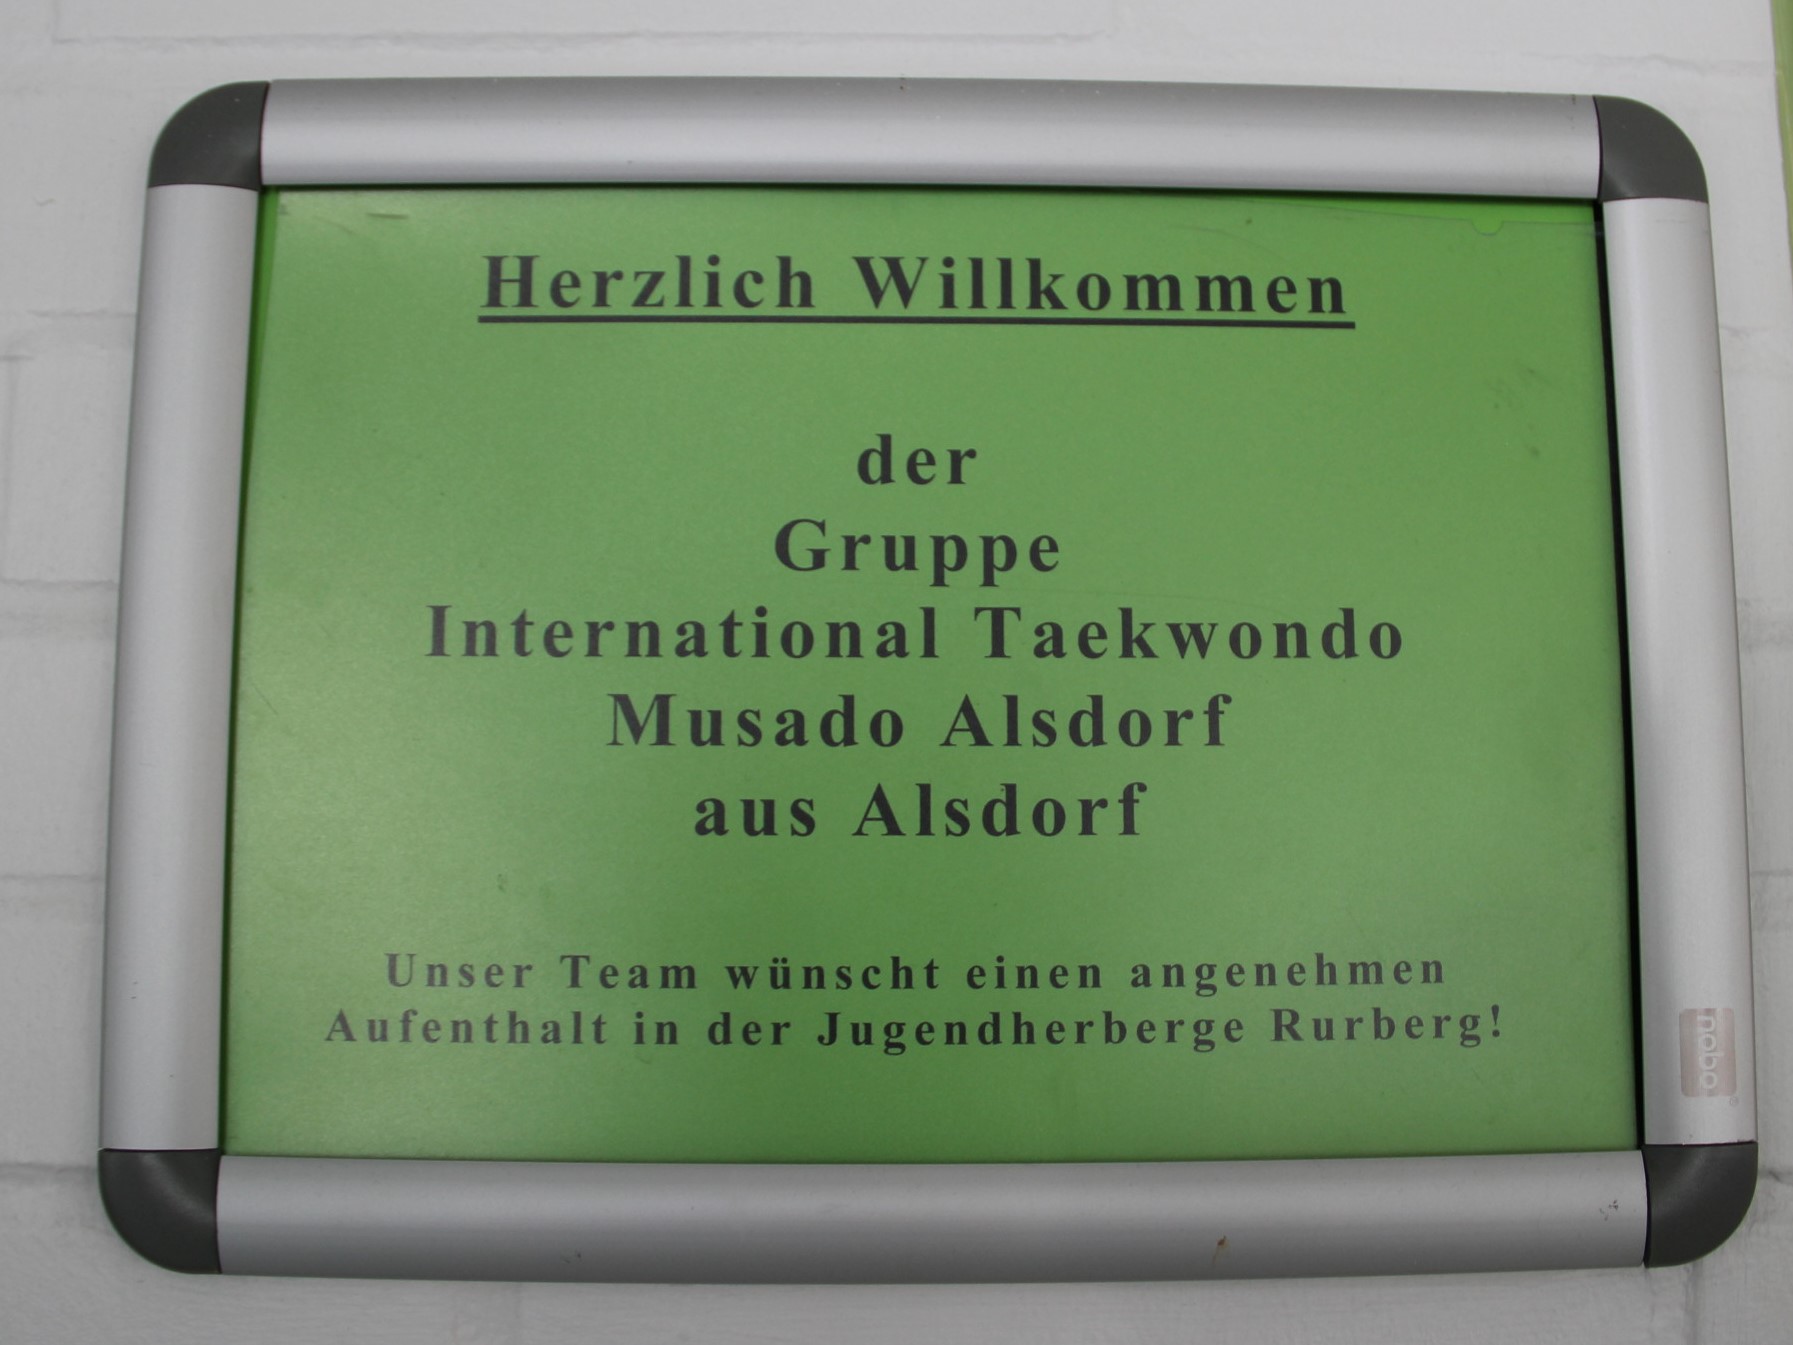 Herzlich Willkommen
der
Gruppe
International Taekwondo
Musado Alsdorf
aus Alsdorf
Unser Team wünscht einen angenehmen
Aufenthalt in der Jugendherberge Rurberg!
nobo®